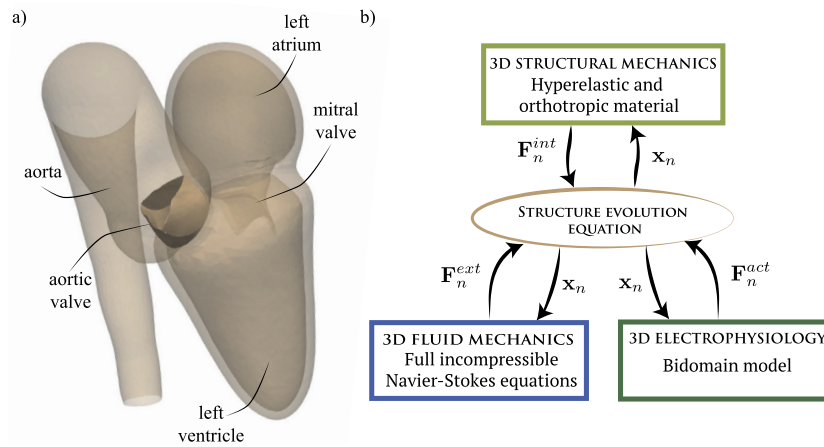 a)
left
atrium
mitral
valve
aorta
aortic
valve
left
ventricle
b)
3D STRUCTURAL MECHANICS
Hyperelastic and
orthotropic material
F_n^{int}
x_n
STRUCTURE EVOLUTION
EQUATION
F_n^{ext}
x_n
x_n
F_n^{act}
3D FLUID MECHANICS
Full incompressible
Navier-Stokes equations
3D ELECTROPHYSIOLOGY
Bidomain model